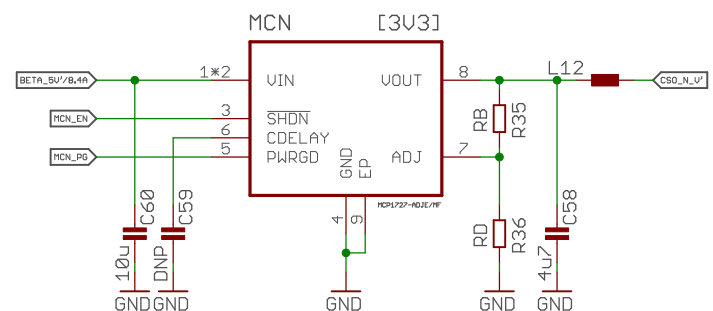 MCN [3V3]
BETA_5V'/8.4A 1*2 VIN VOUT 8 L12 CSO_N_V'
MCN_EN 3 SHDN
6 CDELAY
MCN_PG 5 PWRGD ADJ 7
GND EP
RB R35
MCP1727-ADJE/MF
4 9
C60 10u
C59 DNP
RD R36
C58 4u7
GND GND GND GND GND